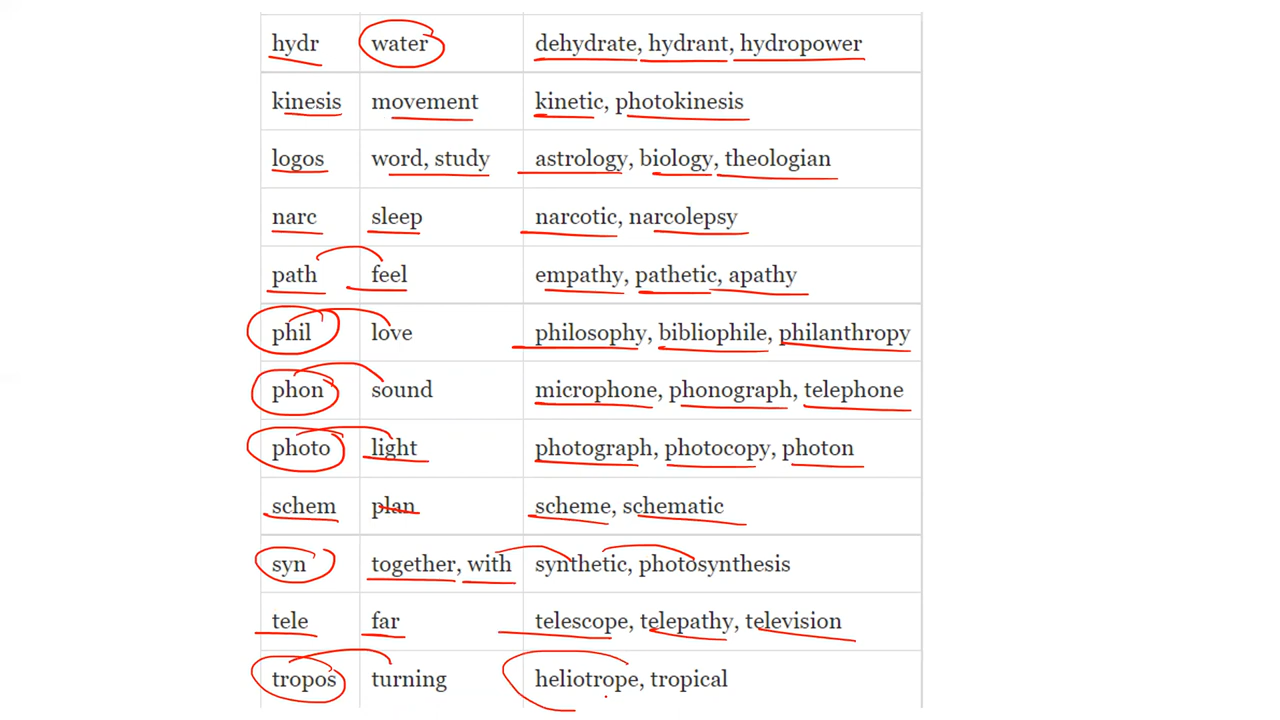 hydr water dehydrate, hydrant, hydropower
kinesis movement kinetic, photokinesis
logos word, study astrology, biology, theologian
narc sleep narcotic, narcolepsy
path feel empathy, pathetic, apathy
phil love philosophy, bibliophile, philanthropy
phon sound microphone, phonograph, telephone
photo light photograph, photocopy, photon
schem plan scheme, schematic
syn together, with synthetic, photosynthesis
tele far telescope, telepathy, television
tropos turning heliotrope, tropical